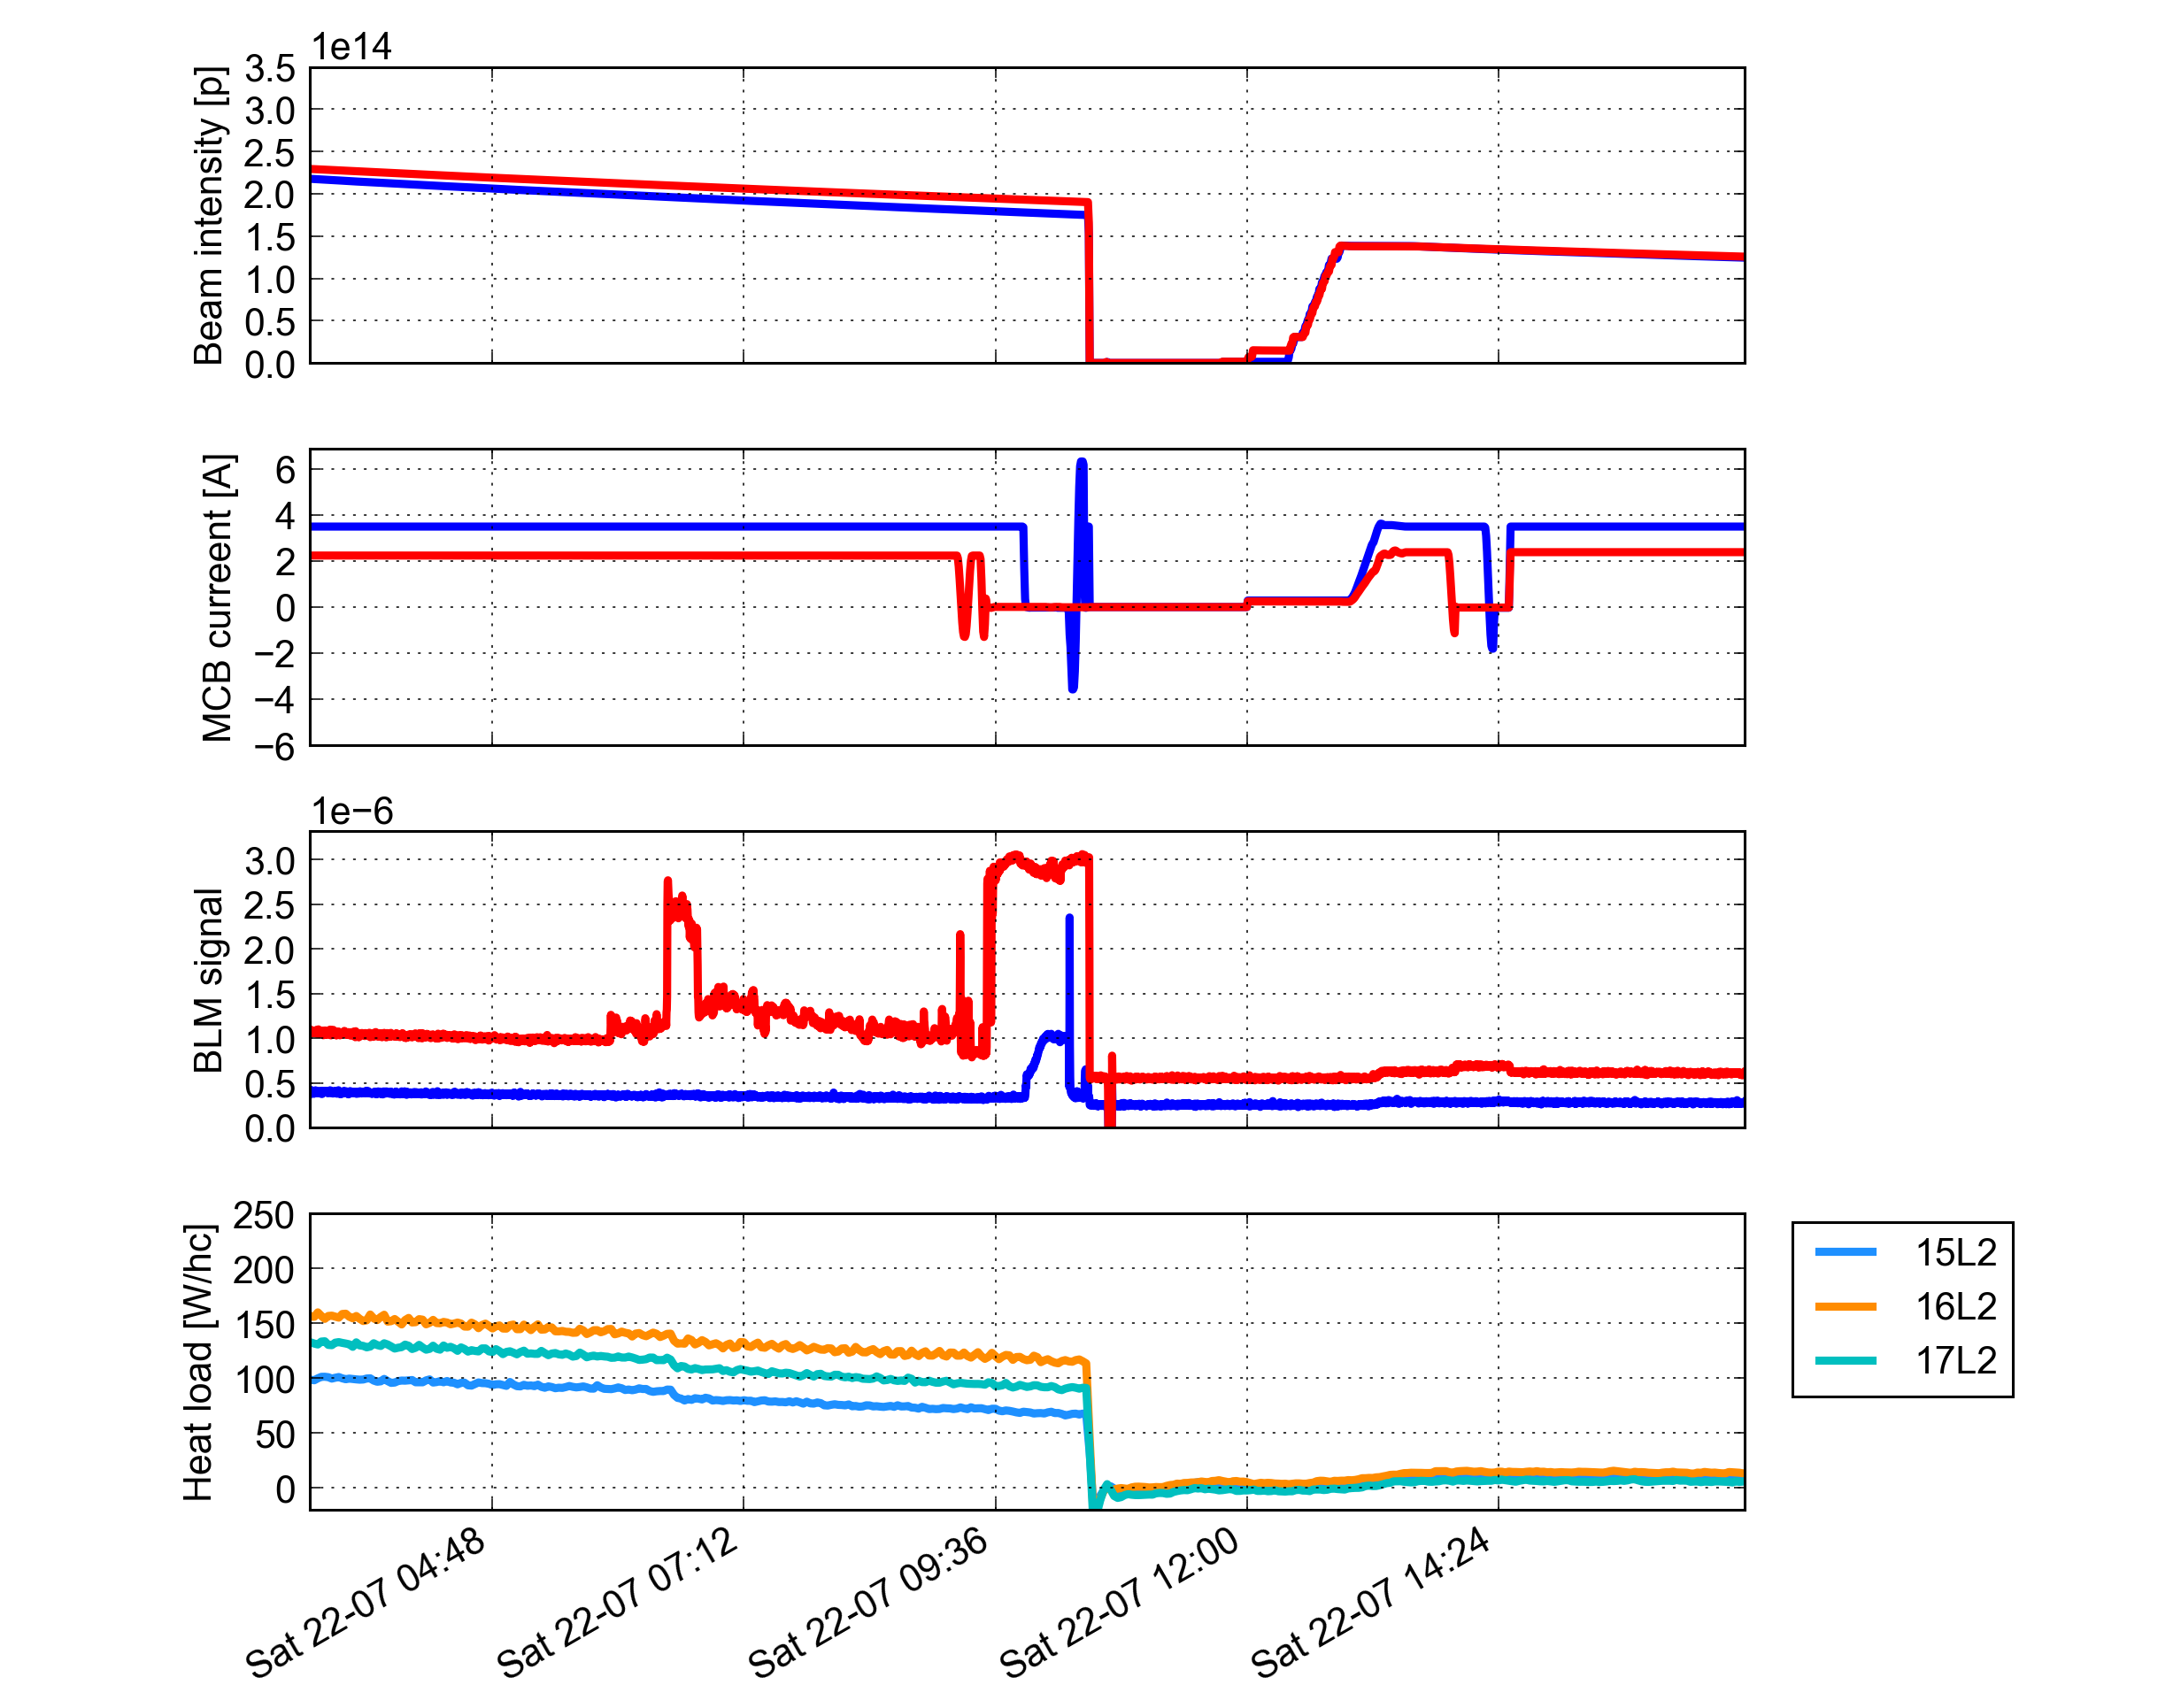 1e14
Beam intensity [p]
3.5
3.0
2.5
2.0
1.5
1.0
0.5
0.0
MCB curreent [A]
6
4
2
0
−2
−4
−6
1e−6
BLM signal
3.0
2.5
2.0
1.5
1.0
0.5
0.0
Heat load [W/hc]
250
200
150
100
50
0
15L2
16L2
17L2
Sat 22-07 04:48
Sat 22-07 07:12
Sat 22-07 09:36
Sat 22-07 12:00
Sat 22-07 14:24